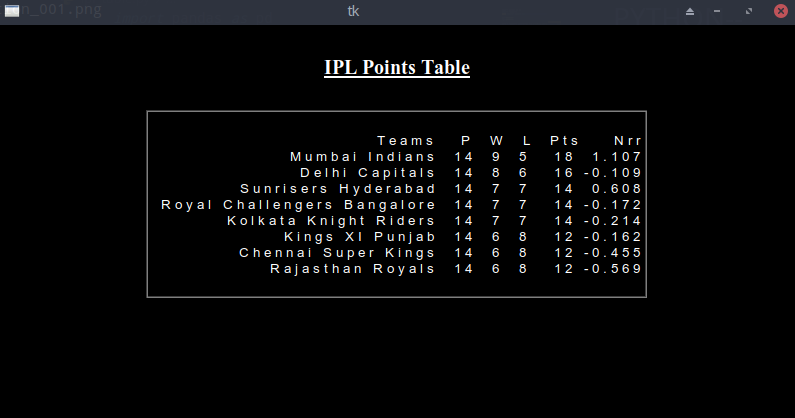 n_001.png
tk
IPL Points Table
Teams P W L Pts Nrr
Mumbai Indians 14 9 5 18 1.107
Delhi Capitals 14 8 6 16 -0.109
Sunrisers Hyderabad 14 7 7 14 0.608
Royal Challengers Bangalore 14 7 7 14 -0.172
Kolkata Knight Riders 14 7 7 14 -0.214
Kings XI Punjab 14 6 8 12 -0.162
Chennai Super Kings 14 6 8 12 -0.455
Rajasthan Royals 14 6 8 12 -0.569